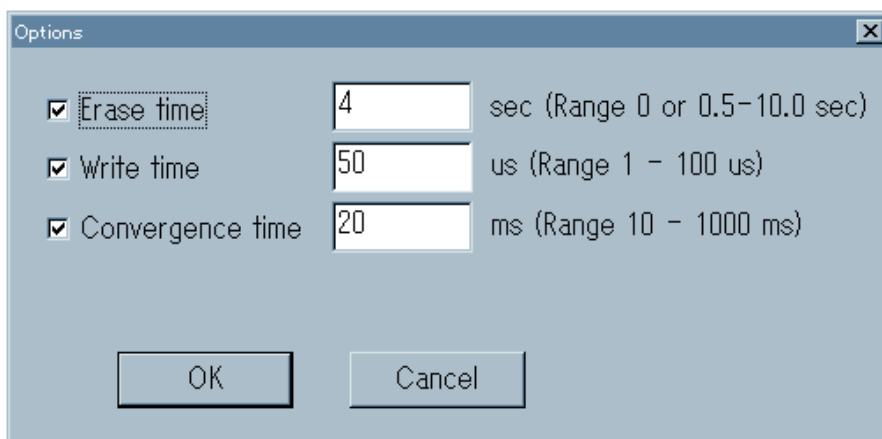 Options
Erase time 4 sec (Range 0 or 0.5-10.0 sec)
Write time 50 us (Range 1 - 100 us)
Convergence time 20 ms (Range 10 - 1000 ms)
OK Cancel